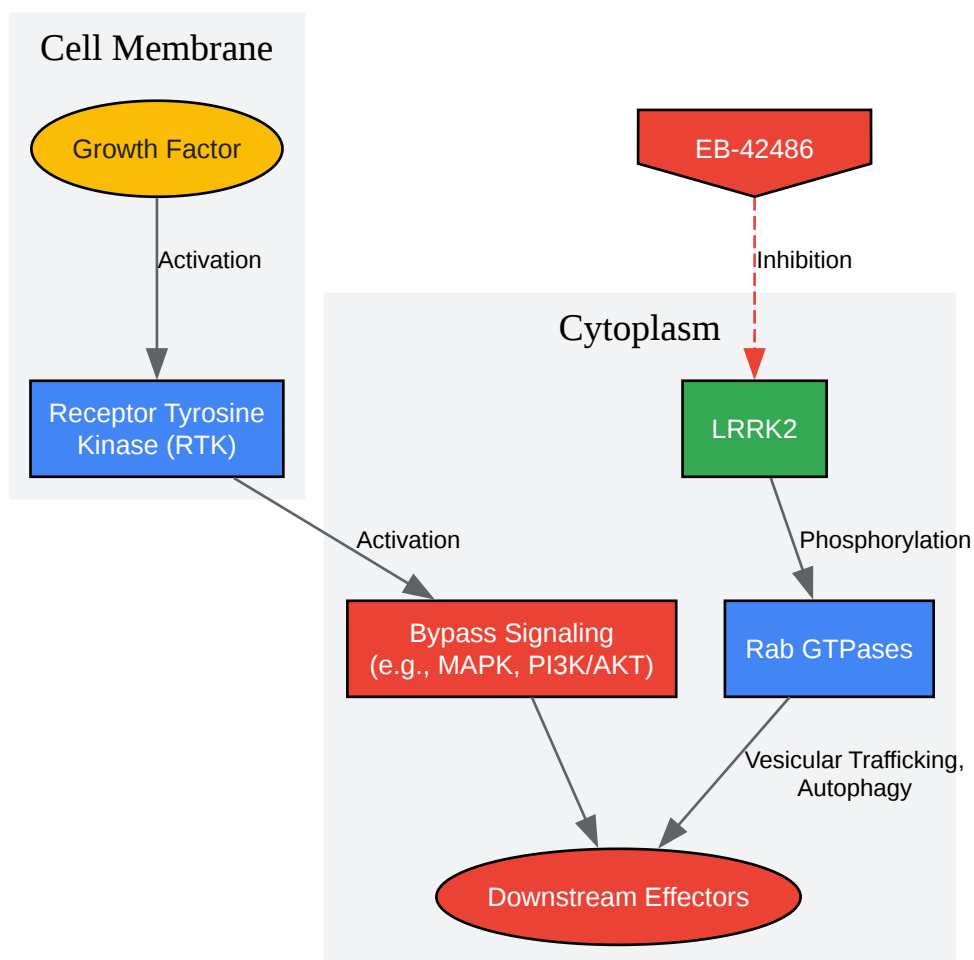 Cell Membrane
Growth Factor
EB-42486
Activation
Inhibition
Cytoplasm
Receptor Tyrosine
Kinase (RTK)
LRRK2
Activation
Phosphorylation
Bypass Signaling
(e.g., MAPK, PI3K/AKT)
Rab GTPases
Vesicular Trafficking,
Autophagy
Downstream Effectors